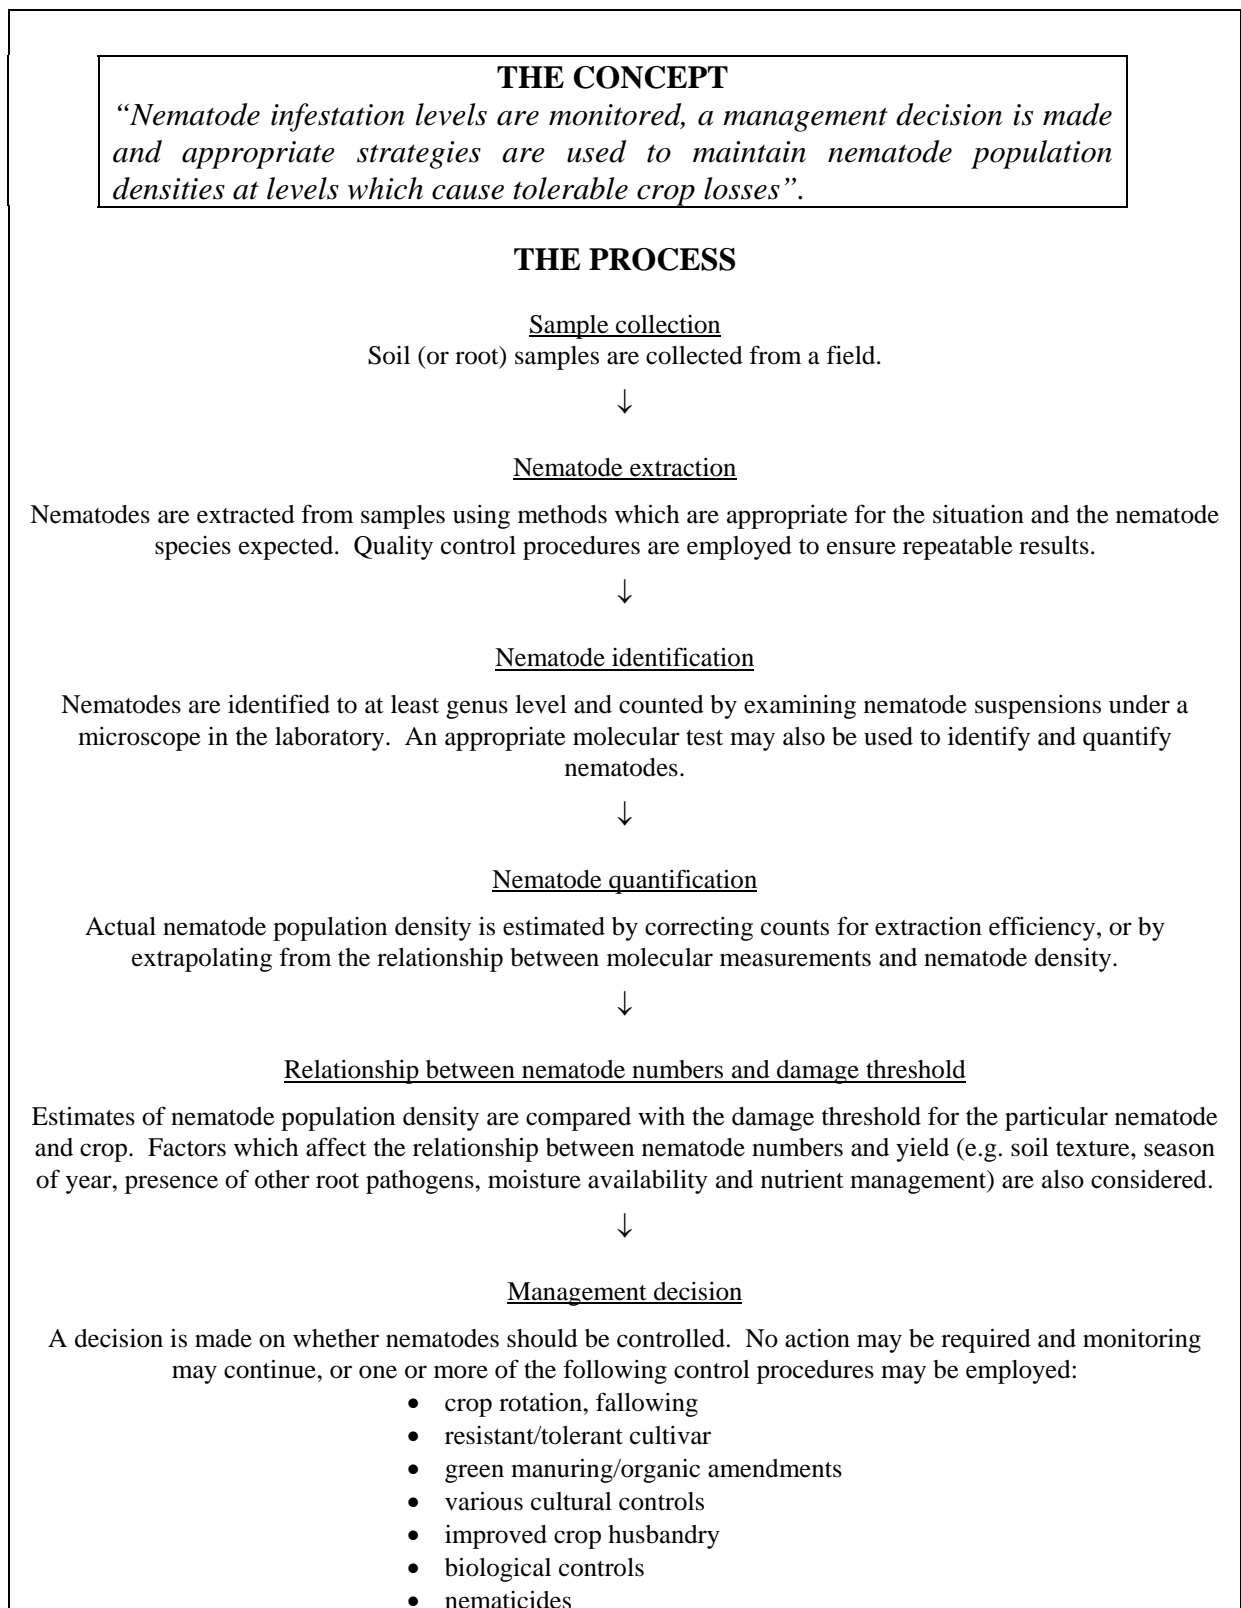 THE CONCEPT
“Nematode infestation levels are monitored, a management decision is made
and appropriate strategies are used to maintain nematode population
densities at levels which cause tolerable crop losses”.
THE PROCESS
Sample collection
Soil (or root) samples are collected from a field.
↓
Nematode extraction
Nematodes are extracted from samples using methods which are appropriate for the situation and the nematode
species expected.  Quality control procedures are employed to ensure repeatable results.
↓
Nematode identification
Nematodes are identified to at least genus level and counted by examining nematode suspensions under a
microscope in the laboratory.  An appropriate molecular test may also be used to identify and quantify
nematodes.
↓
Nematode quantification
Actual nematode population density is estimated by correcting counts for extraction efficiency, or by
extrapolating from the relationship between molecular measurements and nematode density.
↓
Relationship between nematode numbers and damage threshold
Estimates of nematode population density are compared with the damage threshold for the particular nematode
and crop.  Factors which affect the relationship between nematode numbers and yield (e.g. soil texture, season
of year, presence of other root pathogens, moisture availability and nutrient management) are also considered.
↓
Management decision
A decision is made on whether nematodes should be controlled.  No action may be required and monitoring
may continue, or one or more of the following control procedures may be employed:
• crop rotation, fallowing
• resistant/tolerant cultivar
• green manuring/organic amendments
• various cultural controls
• improved crop husbandry
• biological controls
• nematicides